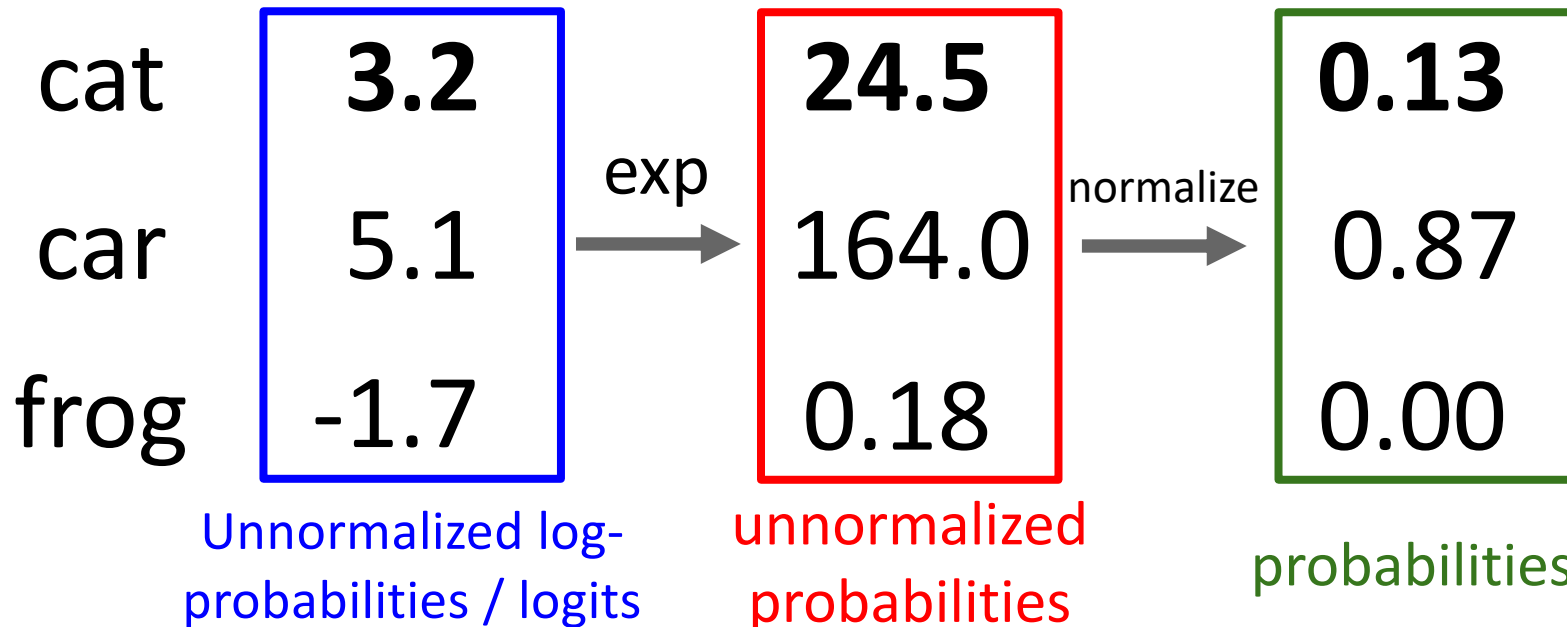 cat 3.2 24.5 0.13
exp normalize
car 5.1 164.0 0.87
frog -1.7 0.18 0.00
Unnormalized log-
probabilities / logits
unnormalized
probabilities
probabilities